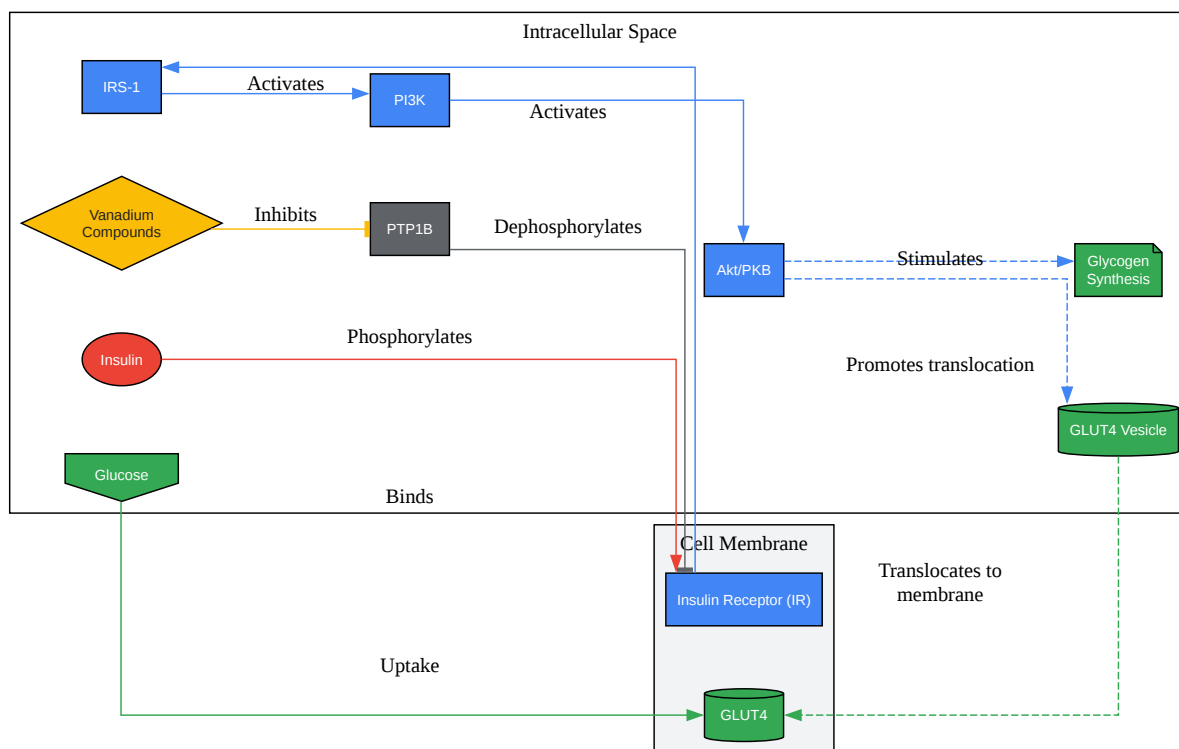 Intracellular Space
IRS-1
Activates
PI3K
Activates
Vanadium
Compounds
Inhibits
PTP1B
Dephosphorylates
Akt/PKB
Stimulates
Glycogen
Synthesis
Insulin
Phosphorylates
Promotes translocation
GLUT4 Vesicle
Glucose
Binds
Cell Membrane
Insulin Receptor (IR)
Translocates to
membrane
Uptake
GLUT4